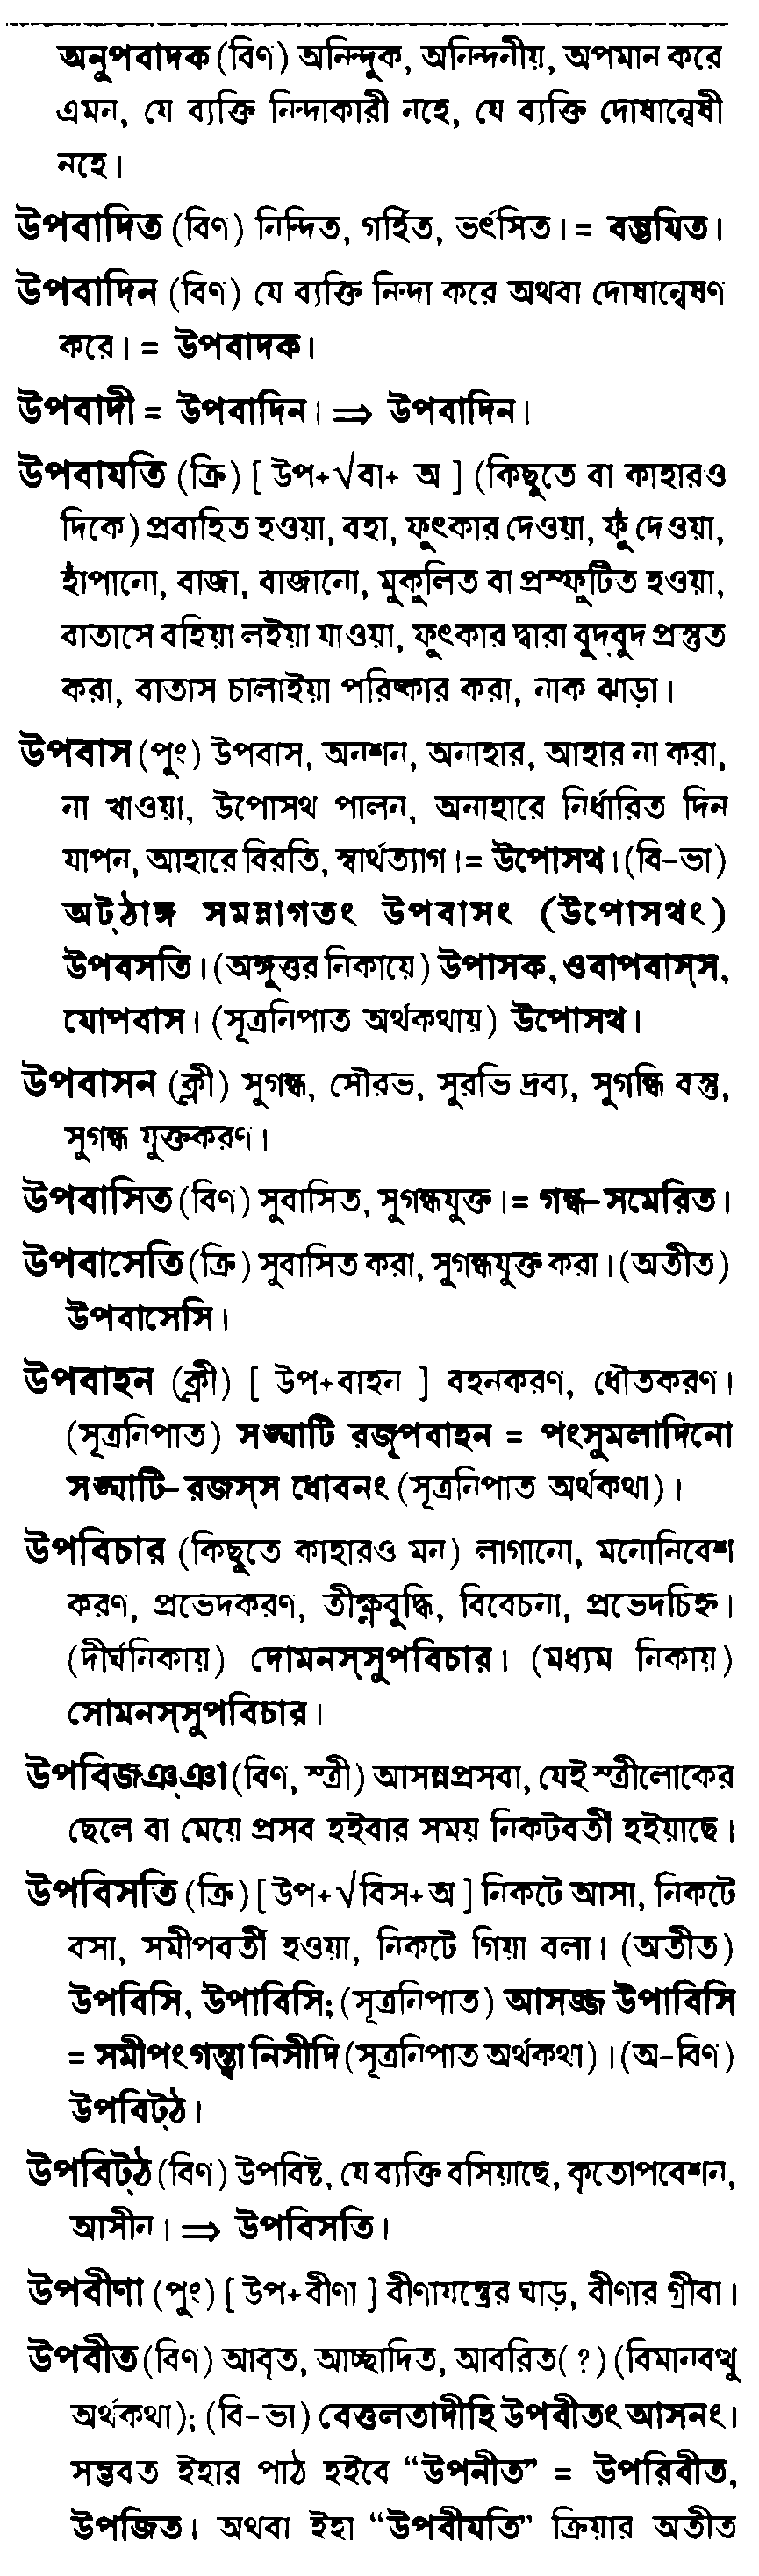 অনুপবাদক (বিণ) অনিন্দুক, অনিন্দনীয়, অপমান করে
এমন, যে ব্যক্তি নিন্দাকারী নহে, যে ব্যক্তি দোষান্বেষী
নহে।
উপবাদিত (বিণ) নিন্দিত, গর্হিত, ভর্ৎসিত। = বম্ভযিত।
উপবাদিন (বিণ) যে ব্যক্তি নিন্দা করে অথবা দোষান্বেষণ
করে। = উপবাদক।
উপবাদী = উপবাদিন। ⇒ উপবাদিন।
উপবাযতি (ক্রি) [ উপ+√বা+ অ ] (কিছুতে বা কাহারও
দিকে) প্রবাহিত হওয়া, বহা, ফুৎকার দেওয়া, ফুঁ দেওয়া,
হাঁপানো, বাজা, বাজানো, মুকুলিত বা প্রস্ফুটিত হওয়া,
বাতাসে বহিয়া লইয়া যাওয়া, ফুৎকার দ্বারা বুদ্‌বুদ প্রস্তুত
করা, বাতাস চালাইয়া পরিষ্কার করা, নাক ঝাড়া।
উপবাস (পুং) উপবাস, অনশন, অনাহার, আহার না করা,
না খাওয়া, উপোসথ পালন, অনাহারে নির্ধারিত দিন
যাপন, আহারে বিরতি, স্বার্থত্যাগ। = উপোসথ। (বি-ভা)
অট্‌ঠাঙ্গ সমন্নাগতং উপবাসং (উপোসথং)
উপবসতি। (অঙ্গুত্তর নিকায়ে) উপাসক, ওবাপবাস্‌স,
যোপবাস। (সূত্রনিপাত অর্থকথায়) উপোসথ।
উপবাসন (ক্লী) সুগন্ধ, সৌরভ, সুরভি দ্রব্য, সুগন্ধি বস্তু,
সুগন্ধ যুক্তকরণ।
উপবাসিত (বিণ) সুবাসিত, সুগন্ধযুক্ত। = গন্ধ-সমেরিত।
উপবাসেতি (ক্রি) সুবাসিত করা, সুগন্ধযুক্ত করা। (অতীত)
উপবাসেসি।
উপবাহন (ক্লী) [ উপ+বাহন ] বহনকরণ, ধৌতকরণ।
(সূত্রনিপাত) সঙ্ঘাটি রজূপবাহন = পংসুমলাদিনো
সঙ্ঘাটি-রজস্‌স ধোবনং (সূত্রনিপাত অর্থকথা)।
উপবিচার (কিছুতে কাহারও মন) লাগানো, মনোনিবেশ
করণ, প্রভেদকরণ, তীক্ষ্ণবুদ্ধি, বিবেচনা, প্রভেদচিহ্ন।
(দীর্ঘনিকায়) দোমনস্‌সুপবিচার। (মধ্যম নিকায়)
সোমনস্‌সুপবিচার।
উপবিজঞ্‌ঞা (বিণ, স্ত্রী) আসন্নপ্রসবা, যেই স্ত্রীলোকের
ছেলে বা মেয়ে প্রসব হইবার সময় নিকটবর্তী হইয়াছে।
উপবিসতি (ক্রি) [ উপ+√বিস+অ ] নিকটে আসা, নিকটে
বসা, সমীপবর্তী হওয়া, নিকটে গিয়া বলা। (অতীত)
উপবিসি, উপাবিসি; (সূত্রনিপাত) আসজ্জ উপাবিসি
= সমীপং গন্ত্বা নিসীদি (সূত্রনিপাত অর্থকথা)। (অ-বিণ)
উপবিট্‌ঠ।
উপবিট্‌ঠ (বিণ) উপবিষ্ট, যে ব্যক্তি বসিয়াছে, কৃতোপবেশন,
আসীন। ⇒ উপবিসতি।
উপবীণা (পুং) [ উপ+বীণা ] বীণাযন্ত্রের ঘাড়, বীণার গ্রীবা।
উপবীত (বিণ) আবৃত, আচ্ছাদিত, আবরিত(?) (বিমানবত্থু
অর্থকথা); (বি-ভা) বেত্তলতাদীহি উপবীতং আসনং।
সম্ভবত ইহার পাঠ হইবে “উপনীত” = উপরিবীত,
উপজিত। অথবা ইহা “উপবীযতি” ক্রিয়ার অতীত